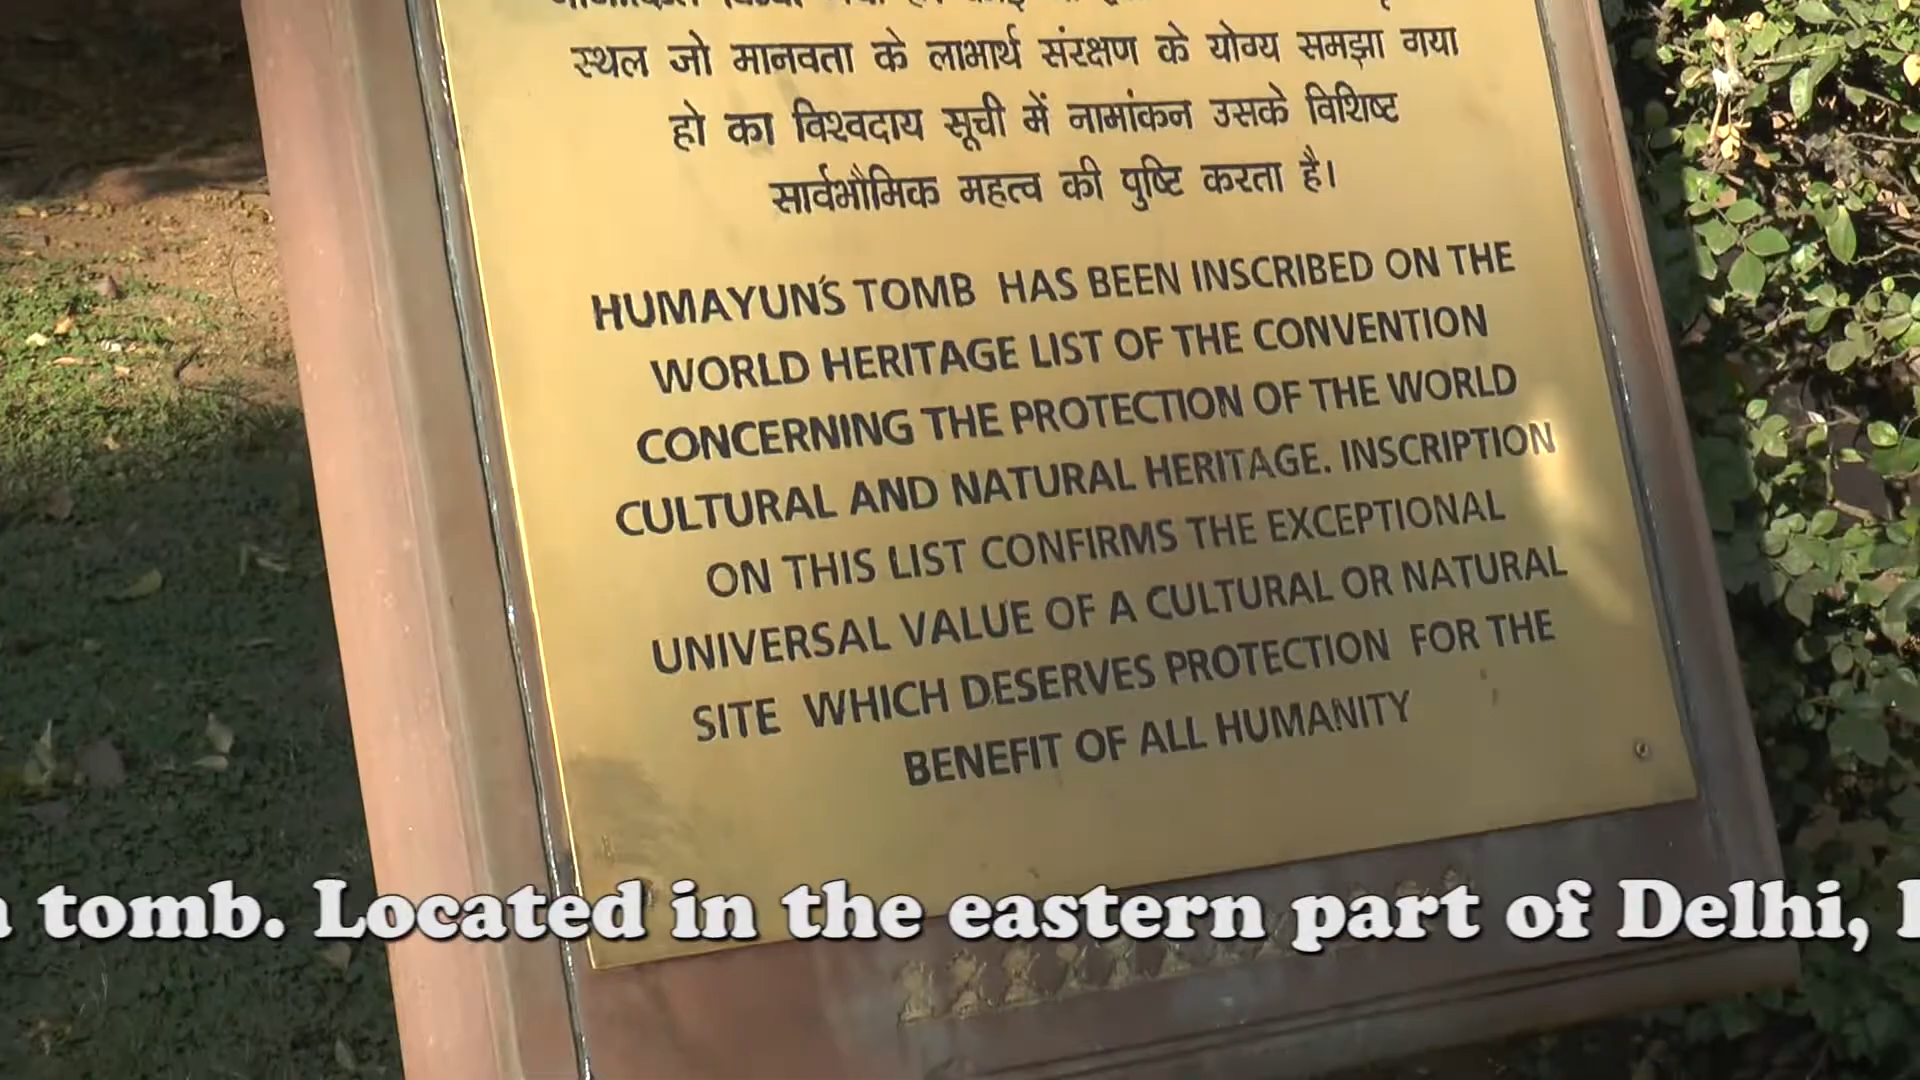 स्थल जो मानवता के लाभार्थ संरक्षण के योग्य समझा गया
हो का विश्वदाय सूची में नामांकन उसके विशिष्ट
सार्वभौमिक महत्व की पुष्टि करता है।
HUMAYUN'S TOMB HAS BEEN INSCRIBED ON THE
WORLD HERITAGE LIST OF THE CONVENTION
CONCERNING THE PROTECTION OF THE WORLD
CULTURAL AND NATURAL HERITAGE. INSCRIPTION
ON THIS LIST CONFIRMS THE EXCEPTIONAL
UNIVERSAL VALUE OF A CULTURAL OR NATURAL
SITE WHICH DESERVES PROTECTION FOR THE
BENEFIT OF ALL HUMANITY
tomb. Located in the eastern part of Delhi,